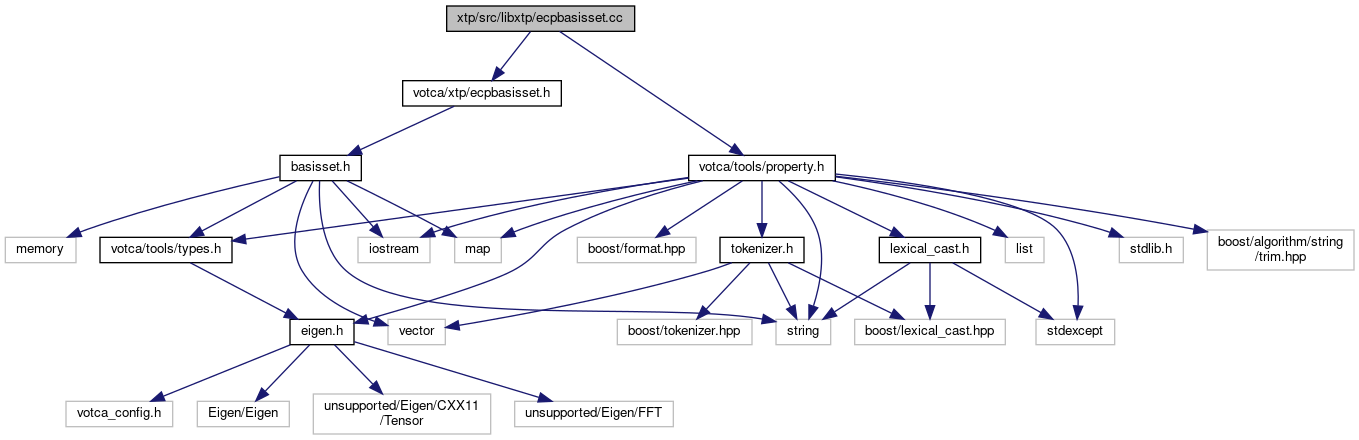 xtp/src/libxtp/ecpbasisset.cc
votca/xtp/ecpbasisset.h
basisset.h
votca/tools/property.h
memory
votca/tools/types.h
iostream
map
boost/format.hpp
tokenizer.h
lexical_cast.h
list
stdlib.h
boost/algorithm/string
/trim.hpp
eigen.h
vector
boost/tokenizer.hpp
string
boost/lexical_cast.hpp
stdexcept
votca_config.h
Eigen/Eigen
unsupported/Eigen/CXX11
/Tensor
unsupported/Eigen/FFT